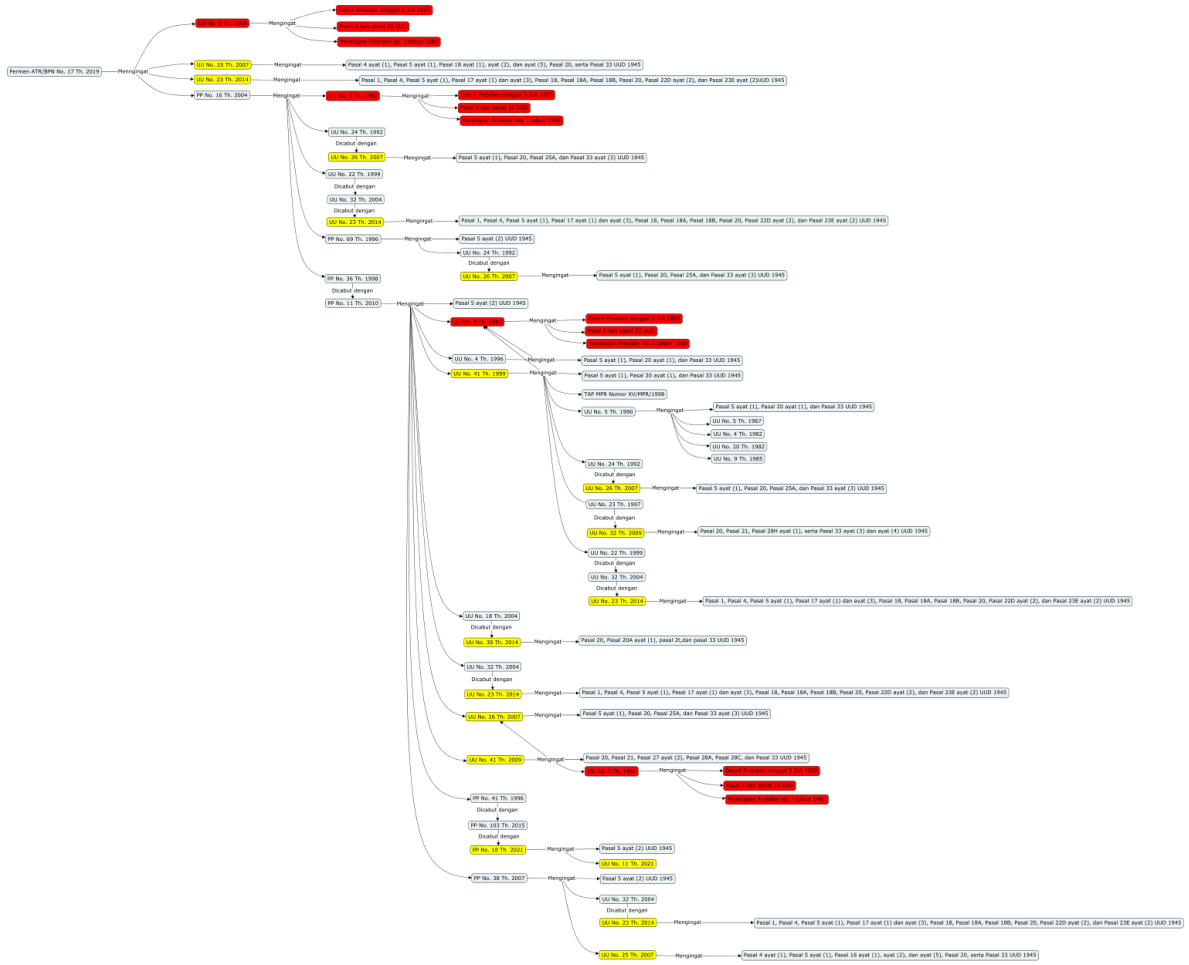 Dekrit Presiden tanggal 5 Juli 1959
UU No. 5 Th. 1960
Mengingat
Pasal 5 dan pasal 33 UUD
Penetapan Presiden No. I tahun 1960
Permen ATR/BPN No. 17 Th. 2019
Menngingat
UU No. 25 Th. 2007
Mengingat
Pasal 4 ayat (1), Pasal 5 ayat (1), Pasal 18 ayat (1), ayat (2), dan ayat (5), Pasal 20, serta Pasal 33 UUD 1945
UU No. 23 Th. 2014
Mengingat
Pasal 1, Pasal 4, Pasal 5 ayat (1), Pasal 17 ayat (1) dan ayat (3), Pasal 18, Pasal 18A, Pasal 18B, Pasal 20, Pasal 22D ayat (2), dan Pasal 23E ayat (2)UUD 1945
PP No. 16 Th. 2004
Mengingat
UU No. 5 Th. 1960
Mengingat
Dekrit Presiden tanggal 5 Juli 1959
Pasal 5 dan pasal 33 UUD
Penetapan Presiden No. I tahun 1960
UU No. 24 Th. 1992
Dicabut dengan
UU No. 26 Th. 2007
Mengingat
Pasal 5 ayat (1), Pasal 20, Pasal 25A, dan Pasal 33 ayat (3) UUD 1945
UU No. 22 Th. 1999
Dicabut dengan
UU No. 32 Th. 2004
Dicabut dengan
UU No. 23 Th. 2014
Mengingat
Pasal 1, Pasal 4, Pasal 5 ayat (1), Pasal 17 ayat (1) dan ayat (3), Pasal 18, Pasal 18A, Pasal 18B, Pasal 20, Pasal 22D ayat (2), dan Pasal 23E ayat (2) UUD 1945
PP No. 69 Th. 1996
Mengingat
Pasal 5 ayat (2) UUD 1945
UU No. 24 Th. 1992
Dicabut dengan
UU No. 26 Th. 2007
Mengingat
Pasal 5 ayat (1), Pasal 20, Pasal 25A, dan Pasal 33 ayat (3) UUD 1945
PP No. 36 Th. 1998
Dicabut dengan
PP No. 11 Th. 2010
Mengingat
Pasal 5 ayat (2) UUD 1945
UU No. 5 Th. 1960
Mengingat
Dekrit Presiden tanggal 5 Juli 1959
Pasal 5 dan pasal 33 UUD
Penetapan Presiden No. I tahun 1960
UU No. 4 Th. 1996
Mengingat
Pasal 5 ayat (1), Pasal 20 ayat (1), dan Pasal 33 UUD 1945
UU No. 41 Th. 1999
Mengingat
Pasal 5 ayat (1), Pasal 20 ayat (1), dan Pasal 33 UUD 1945
TAP MPR Nomor XV/MPR/1998
UU No. 5 Th. 1990
Mengingat
Pasal 5 ayat (1), Pasal 20 ayat (1), dan Pasal 33 UUD 1945
UU No. 5 Th. 1967
UU No. 4 Th. 1982
UU No. 20 Th. 1982
UU No. 9 Th. 1985
UU No. 24 Th. 1992
Dicabut dengan
UU No. 26 Th. 2007
Mengingat
Pasal 5 ayat (1), Pasal 20, Pasal 25A, dan Pasal 33 ayat (3) UUD 1945
UU No. 23 Th. 1997
Dicabut dengan
UU No. 32 Th. 2009
Mengingat
Pasal 20, Pasal 21, Pasal 28H ayat (1), serta Pasal 33 ayat (3) dan ayat (4) UUD 1945
UU No. 22 Th. 1999
Dicabut dengan
UU No. 32 Th. 2004
Dicabut dengan
UU No. 23 Th. 2014
Mengingat
Pasal 1, Pasal 4, Pasal 5 ayat (1), Pasal 17 ayat (1) dan ayat (3), Pasal 18, Pasal 18A, Pasal 18B, Pasal 20, Pasal 22D ayat (2), dan Pasal 23E ayat (2) UUD 1945
UU No. 18 Th. 2004
Dicabut dengan
UU No. 39 Th. 2014
Mengingat
Pasal 20, Pasal 20A ayat (1), pasal 2t,dan pasal 33 UUD 1945
UU No. 32 Th. 2004
Dicabut dengan
UU No. 23 Th. 2014
Mengingat
Pasal 1, Pasal 4, Pasal 5 ayat (1), Pasal 17 ayat (1) dan ayat (3), Pasal 18, Pasal 18A, Pasal 18B, Pasal 20, Pasal 22D ayat (2), dan Pasal 23E ayat (2) UUD 1945
UU No. 26 Th. 2007
Mengingat
Pasal 5 ayat (1), Pasal 20, Pasal 25A, dan Pasal 33 ayat (3) UUD 1945
UU No. 41 Th. 2009
Mengingat
Pasal 20, Pasal 21, Pasal 27 ayat (2), Pasal 28A, Pasal 28C, dan Pasal 33 UUD 1945
UU No. 5 Th. 1960
Mengingat
Dekrit Presiden tanggal 5 Juli 1959
Pasal 5 dan pasal 33 UUD
Penetapan Presiden No. I tahun 1960
PP No. 41 Th. 1996
Dicabut dengan
PP No. 103 Th. 2015
Dicabut dengan
PP No. 18 Th. 2021
Mengingat
Pasal 5 ayat (2) UUD 1945
UU No. 11 Th. 2021
PP No. 38 Th. 2007
Mengingat
Pasal 5 ayat (2) UUD 1945
UU No. 32 Th. 2004
Dicabut dengan
UU No. 23 Th. 2014
Mengingat
Pasal 1, Pasal 4, Pasal 5 ayat (1), Pasal 17 ayat (1) dan ayat (3), Pasal 18, Pasal 18A, Pasal 18B, Pasal 20, Pasal 22D ayat (2), dan Pasal 23E ayat (2) UUD 1945
UU No. 25 Th. 2007
Mengingat
Pasal 4 ayat (1), Pasal 5 ayat (1), Pasal 18 ayat (1), ayat (2), dan ayat (5), Pasal 20, serta Pasal 33 UUD 1945